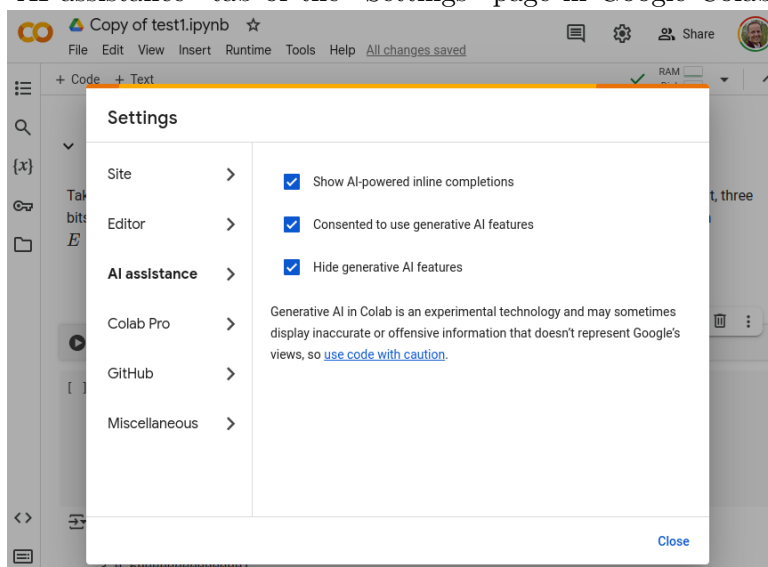 "AI assistance" tab of the "Settings" page in Google Colab
Copy of test1.ipynb
File Edit View Insert Runtime Tools Help All changes saved
Share
+ Code + Text
RAM
Settings
Site
Editor
AI assistance
Colab Pro
GitHub
Miscellaneous
Show AI-powered inline completions
Consented to use generative AI features
Hide generative AI features
Generative AI in Colab is an experimental technology and may sometimes
display inaccurate or offensive information that doesn't represent Google's
views, so use code with caution.
{x}
t, three
E
[ ]
Close